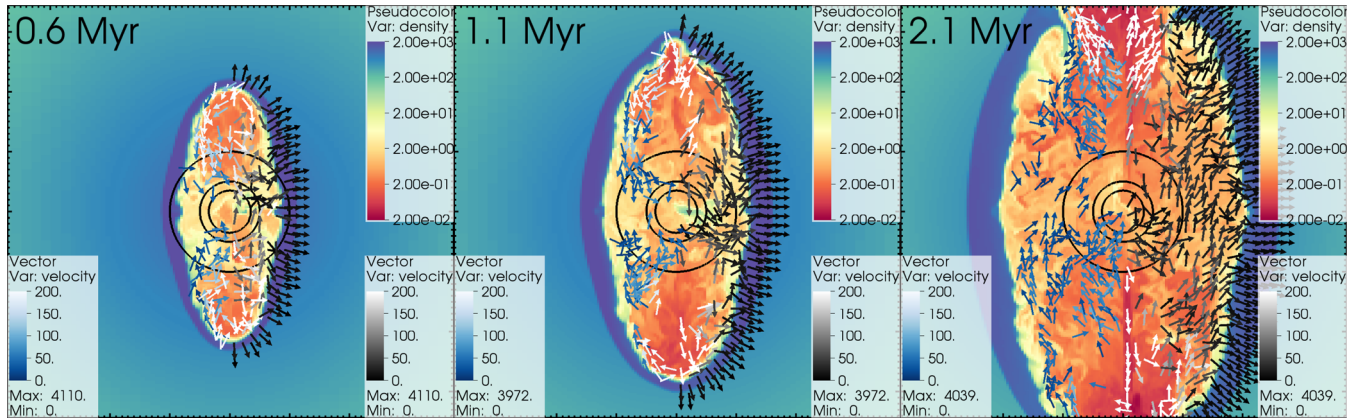 0.6 Myr
Pseudocolor
Var: density
2.00e+03
2.00e+02
2.00e+01
2.00e+00
2.00e-01
2.00e-02
Vector
Var: velocity
200.
150.
100.
50.
0.
Max: 4110.
Min: 0.
Vector
Var: velocity
200.
150.
100.
50.
0.
Max: 4110.
Min: 0.
1.1 Myr
Pseudocolor
Var: density
2.00e+03
2.00e+02
2.00e+01
2.00e+00
2.00e-01
2.00e-02
Vector
Var: velocity
200.
150.
100.
50.
0.
Max: 3972.
Min: 0.
Vector
Var: velocity
200.
150.
100.
50.
0.
Max: 3972.
Min: 0.
2.1 Myr
Pseudocolor
Var: density
2.00e+03
2.00e+02
2.00e+01
2.00e+00
2.00e-01
2.00e-02
Vector
Var: velocity
200.
150.
100.
50.
0.
Max: 4039.
Min: 0.
Vector
Var: velocity
200.
150.
100.
50.
0.
Max: 4039.
Min: 0.